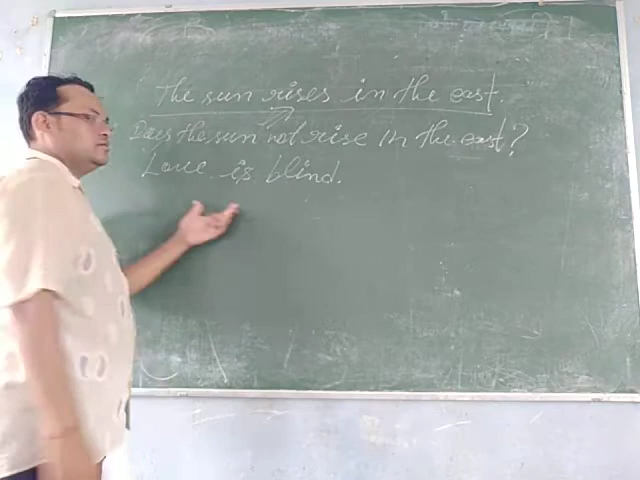 The sun rises in the east.
Does the sun not rise in the east?
Love is blind.